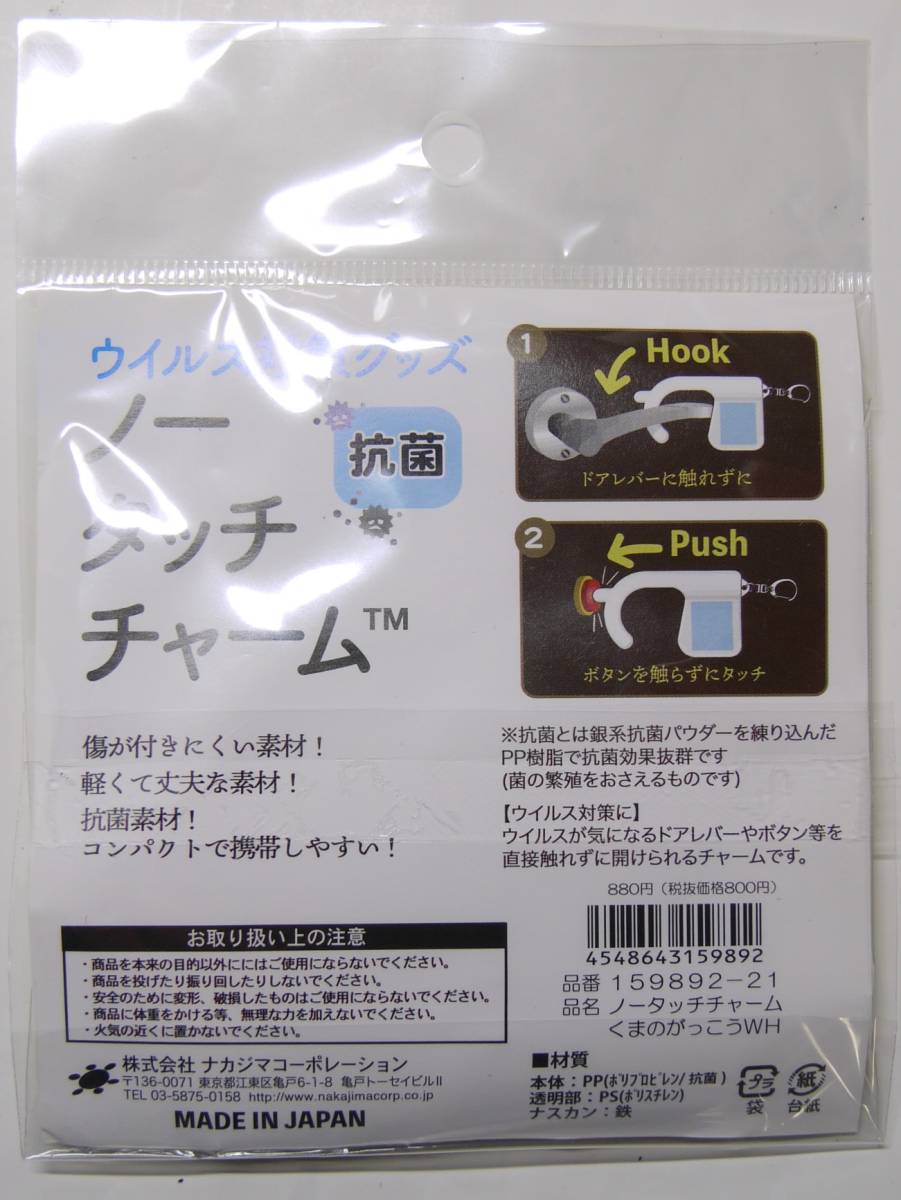 ウイルス対策グッズ
ノー
タッチ
チャーム™
抗菌
1
Hook
ドアレバーに触れずに
2
Push
ボタンを触らずにタッチ
傷が付きにくい素材！
軽くて丈夫な素材！
抗菌素材！
コンパクトで携帯しやすい！
※抗菌とは銀系抗菌パウダーを練り込んだ
PP樹脂で抗菌効果抜群です
(菌の繁殖をおさえるものです)
【ウイルス対策に】
ウイルスが気になるドアレバーやボタン等を
直接触れずに開けられるチャームです。
880円（税抜価格800円）
4548643159892
品番 159892-21
品名 ノータッチチャーム
くまのがっこうWH
お取り扱い上の注意
・商品を本来の目的以外ににはご使用にならないでください。
・商品を投げたり振り回したりしないでください。
・安全のために変形、破損したものはご使用にならないでください。
・商品に体重をかける等、無理な力を加えないでください。
・火気の近くに置かないでください。
株式会社 ナカジマコーポレーション
〒136-0071 東京都江東区亀戸6-1-8 亀戸トーセイビルⅡ
TEL 03-5875-0158 http://www.nakajimacorp.co.jp
MADE IN JAPAN
■材質
本体：PP(ﾎﾟﾘﾌﾟﾛﾋﾟﾚﾝ/抗菌)
透明部：PS(ﾎﾟﾘｽﾁﾚﾝ)
ナスカン：鉄
プラ
袋
紙
台紙